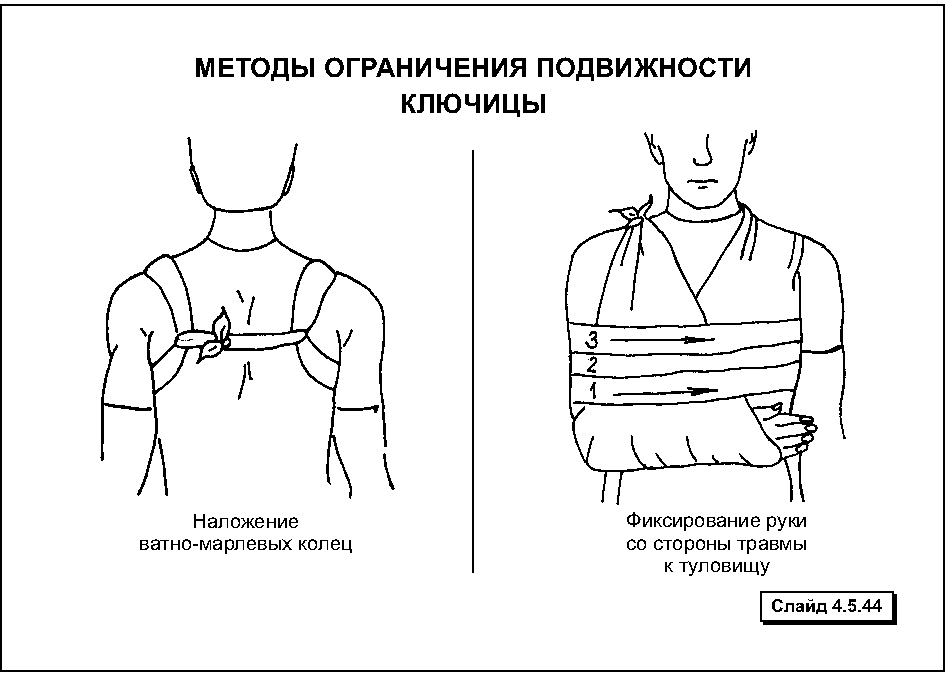 МЕТОДЫ ОГРАНИЧЕНИЯ ПОДВИЖНОСТИ
КЛЮЧИЦЫ
3
2
1
Наложение
ватно-марлевых колец
Фиксирование руки
со стороны травмы
к туловищу
Слайд 4.5.44